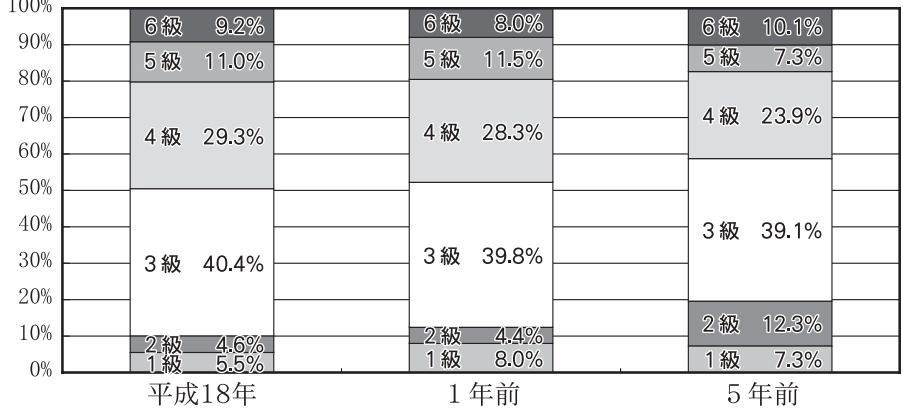 100%
90%
80%
70%
60%
50%
40%
30%
20%
10%
0%
6級 9.2%
5級 11.0%
4級 29.3%
3級 40.4%
2級 4.6%
1級 5.5%
平成18年
6級 8.0%
5級 11.5%
4級 28.3%
3級 39.8%
2級 4.4%
1級 8.0%
1年前
6級 10.1%
5級 7.3%
4級 23.9%
3級 39.1%
2級 12.3%
1級 7.3%
5年前